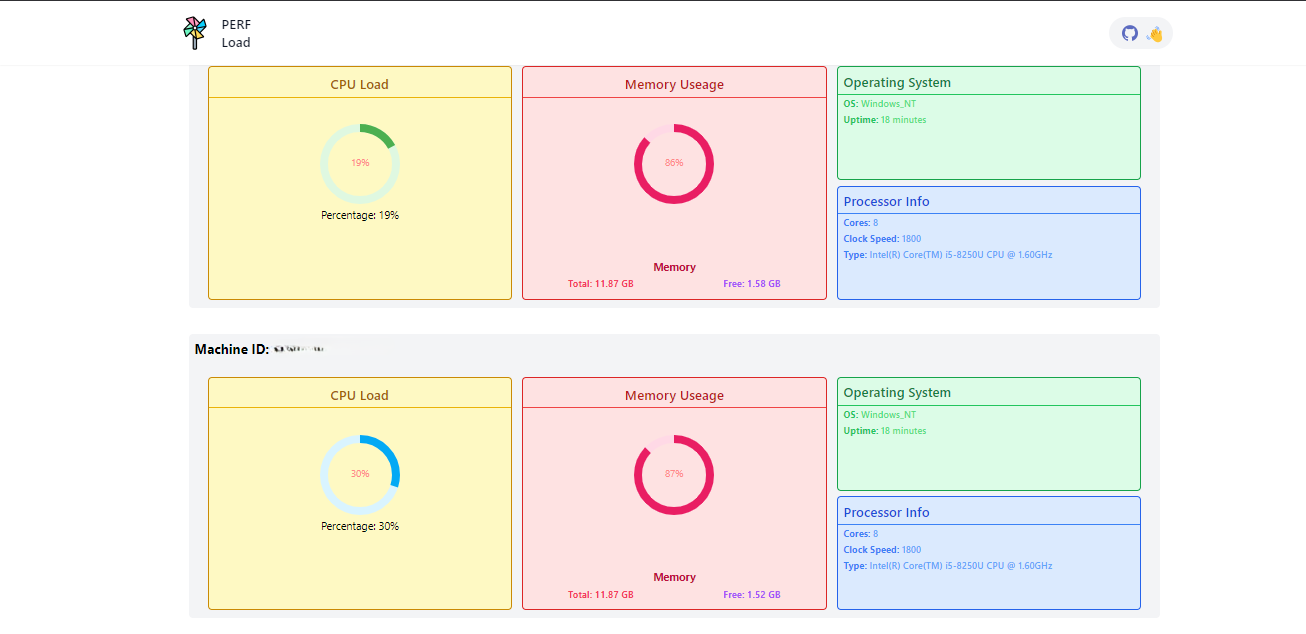 PERF
Load
CPU Load
19%
Percentage: 19%
Memory Useage
86%
Memory
Total: 11.87 GB Free: 1.58 GB
Operating System
OS: Windows_NT
Uptime: 18 minutes
Processor Info
Cores: 8
Clock Speed: 1800
Type: Intel(R) Core(TM) i5-8250U CPU @ 1.60GHz
Machine ID:
CPU Load
30%
Percentage: 30%
Memory Useage
87%
Memory
Total: 11.87 GB Free: 1.52 GB
Operating System
OS: Windows_NT
Uptime: 18 minutes
Processor Info
Cores: 8
Clock Speed: 1800
Type: Intel(R) Core(TM) i5-8250U CPU @ 1.60GHz